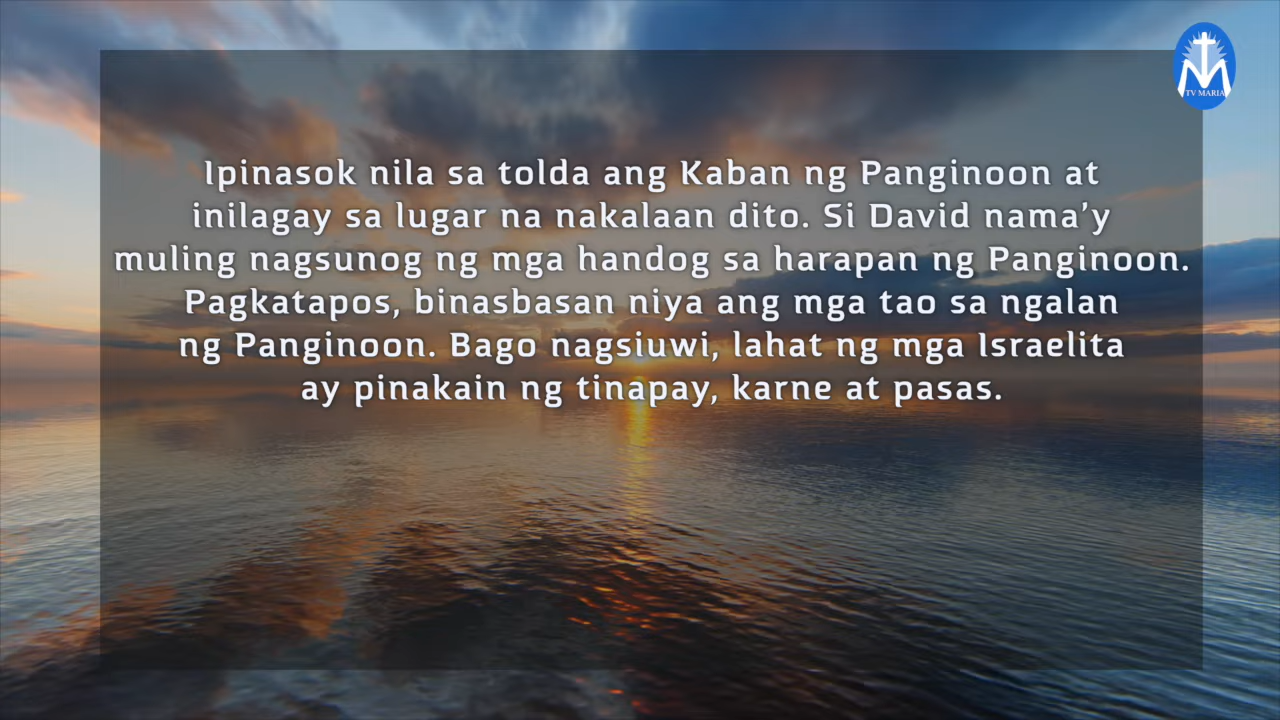 TV MARIA
Ipinasok nila sa tolda ang Kaban ng Panginoon at
inilagay sa lugar na nakalaan dito. Si David nama’y
muling nagsunog ng mga handog sa harapan ng Panginoon.
Pagkatapos, binasbasan niya ang mga tao sa ngalan
ng Panginoon. Bago nagsiuwi, lahat ng mga Israelita
ay pinakain ng tinapay, karne at pasas.